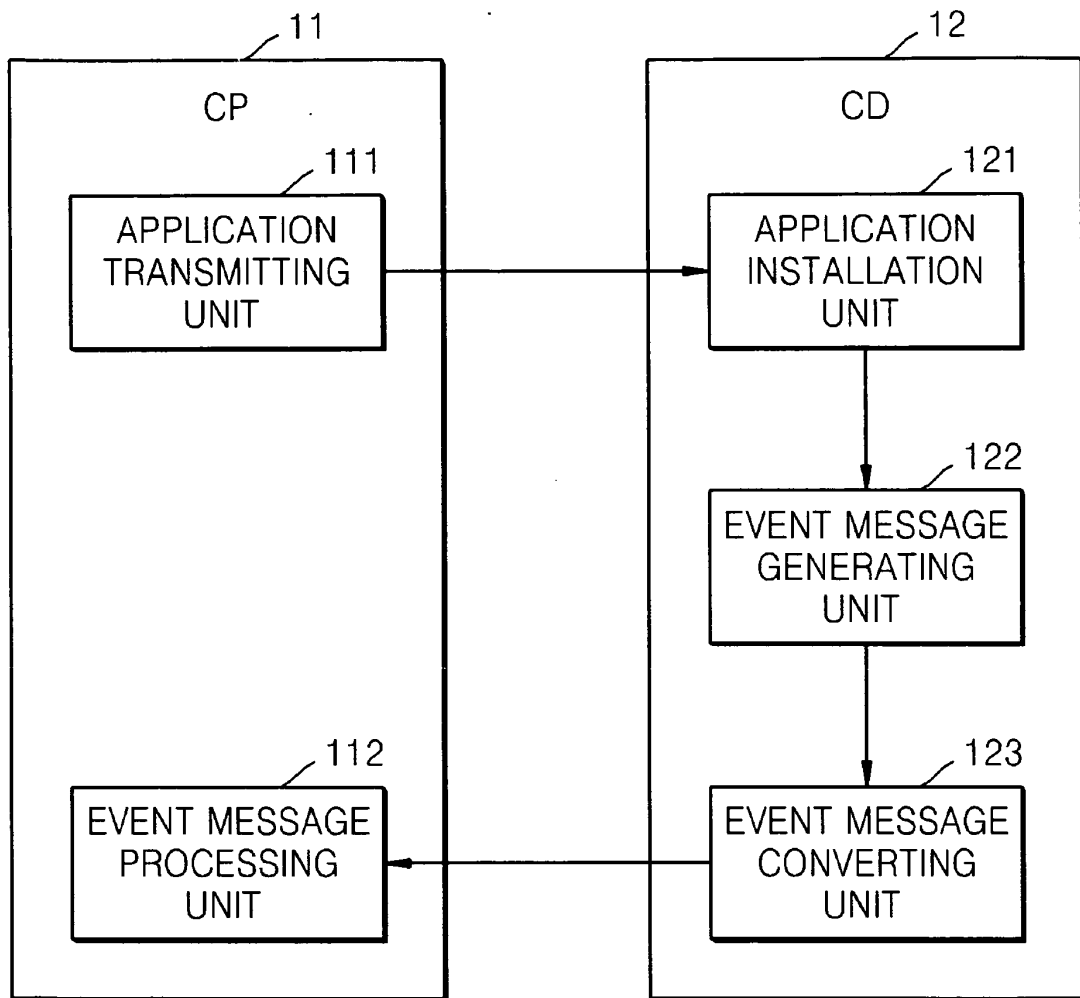 11
12
CP
CD
111
121
APPLICATION
TRANSMITTING
UNIT
APPLICATION
INSTALLATION
UNIT
122
EVENT MESSAGE
GENERATING
UNIT
112
123
EVENT MESSAGE
PROCESSING
UNIT
EVENT MESSAGE
CONVERTING
UNIT